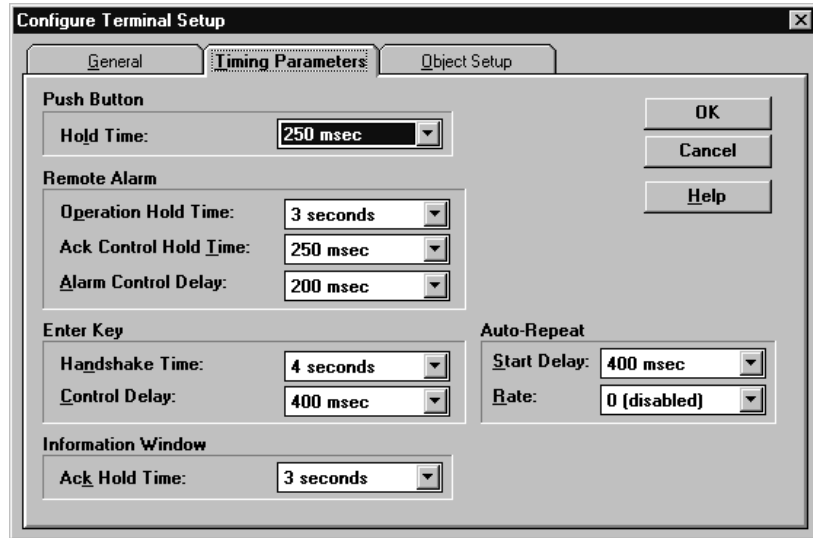 Configure Terminal Setup
General Timing Parameters Object Setup
Push Button
Hold Time: 250 msec
OK
Cancel
Help
Remote Alarm
Operation Hold Time: 3 seconds
Ack Control Hold Time: 250 msec
Alarm Control Delay: 200 msec
Enter Key
Handshake Time: 4 seconds
Control Delay: 400 msec
Auto-Repeat
Start Delay: 400 msec
Rate: 0 (disabled)
Information Window
Ack Hold Time: 3 seconds